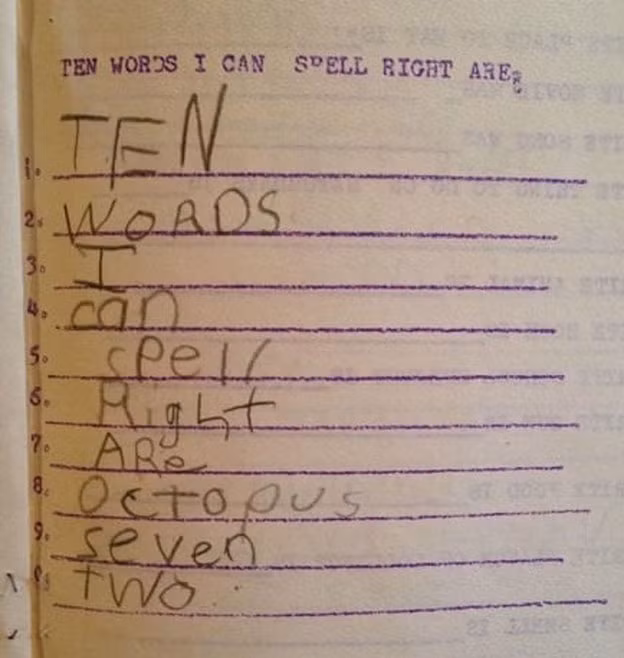 TEN WORDS I CAN SPELL RIGHT ARE:
1. TEN
2. WORDS
3. I
4. can
5. spell
6. Right
7. ARe
8. octopus
9. seven
two